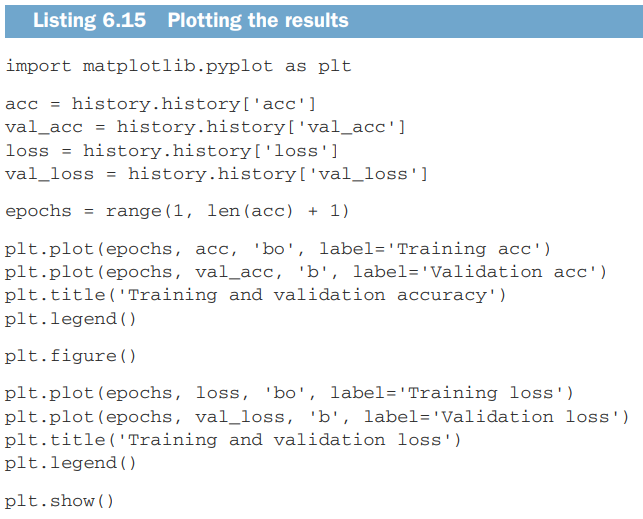 Listing 6.15 Plotting the results
import matplotlib.pyplot as plt
acc = history.history['acc']
val_acc = history.history['val_acc']
loss = history.history['loss']
val_loss = history.history['val_loss']
epochs = range(1, len(acc) + 1)
plt.plot(epochs, acc, 'bo', label='Training acc')
plt.plot(epochs, val_acc, 'b', label='Validation acc')
plt.title('Training and validation accuracy')
plt.legend()
plt.figure()
plt.plot(epochs, loss, 'bo', label='Training loss')
plt.plot(epochs, val_loss, 'b', label='Validation loss')
plt.title('Training and validation loss')
plt.legend()
plt.show()